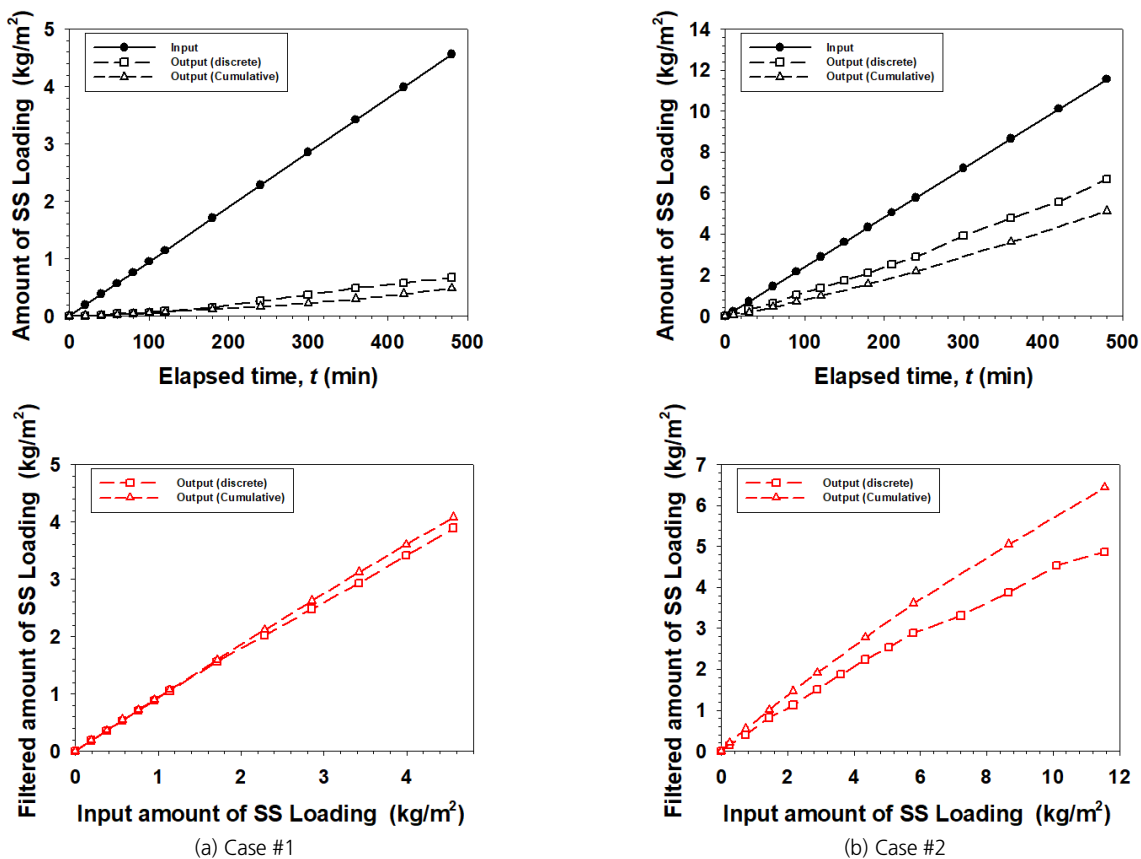 Amount of SS Loading (kg/m²)
5
4
3
2
1
0
Input
Output (discrete)
Output (Cumulative)
0 100 200 300 400 500
Elapsed time, t (min)
Amount of SS Loading (kg/m²)
14
12
10
8
6
4
2
0
Input
Output (discrete)
Output (Cumulative)
0 100 200 300 400 500
Elapsed time, t (min)
Filtered amount of SS Loading (kg/m²)
5
4
3
2
1
0
Output (discrete)
Output (Cumulative)
0 1 2 3 4
Input amount of SS Loading (kg/m²)
(a) Case #1
Filtered amount of SS Loading (kg/m²)
7
6
5
4
3
2
1
0
Output (discrete)
Output (Cumulative)
0 2 4 6 8 10 12
Input amount of SS Loading (kg/m²)
(b) Case #2